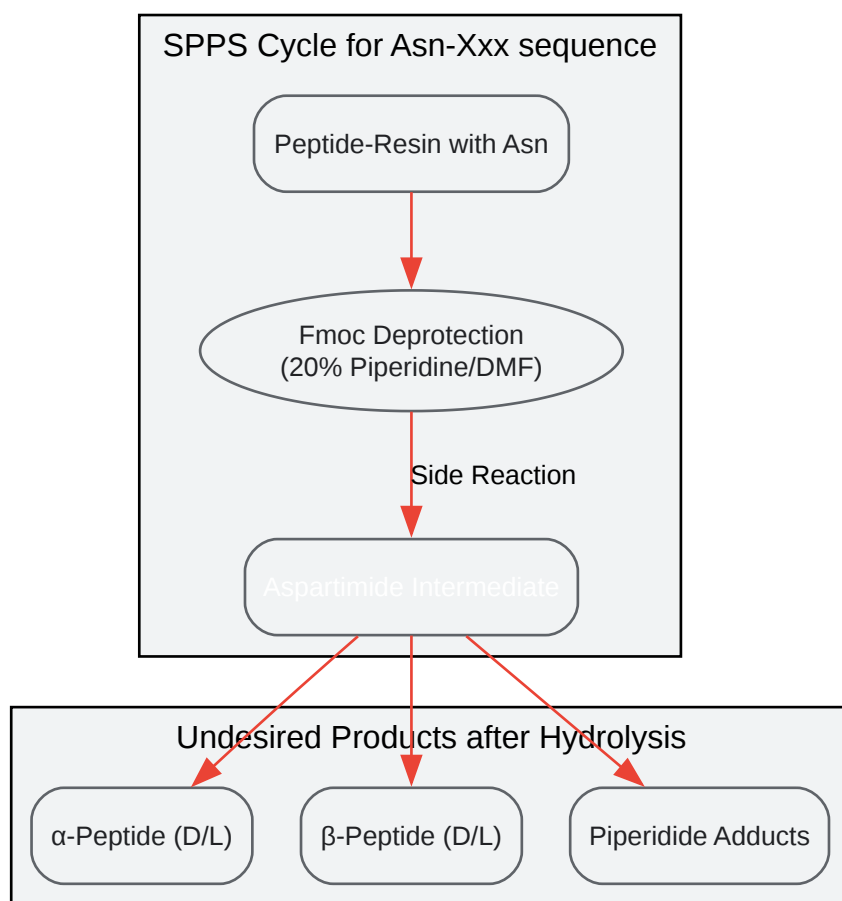 SPPS Cycle for Asn-Xxx sequence
Peptide-Resin with Asn
Fmoc Deprotection
(20% Piperidine/DMF)
Side Reaction
Aspartimide Intermediate
Undesired Products after Hydrolysis
α-Peptide (D/L)
β-Peptide (D/L)
Piperidide Adducts